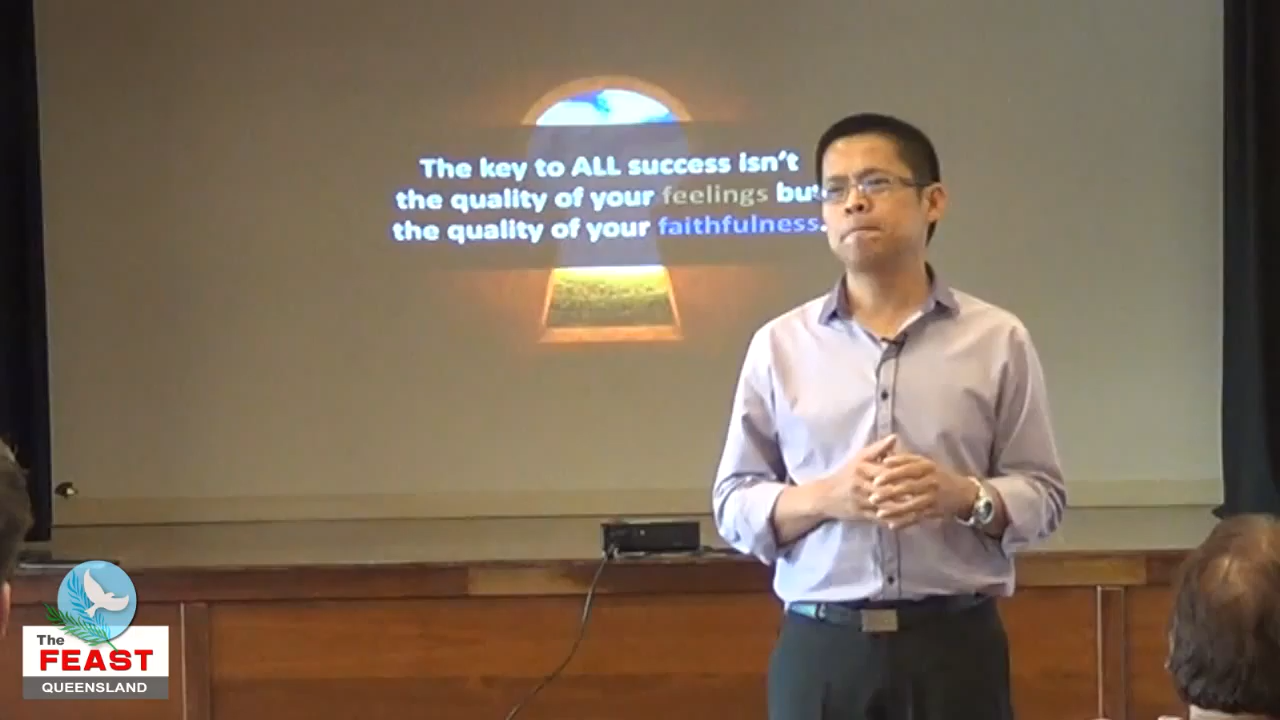 The key to ALL success isn't
the quality of your feelings but
the quality of your faithfulness.
The
FEAST
QUEENSLAND